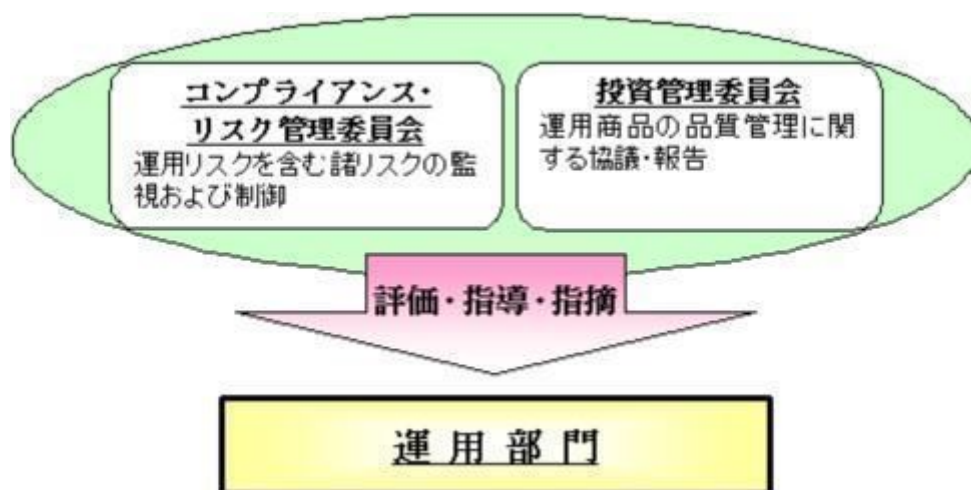 コンプライアンス・
リスク管理委員会
運用リスクを含む諸リスクの監
視および制御
投資管理委員会
運用商品の品質管理に関
する協議・報告
評価・指導・指摘
運用部門